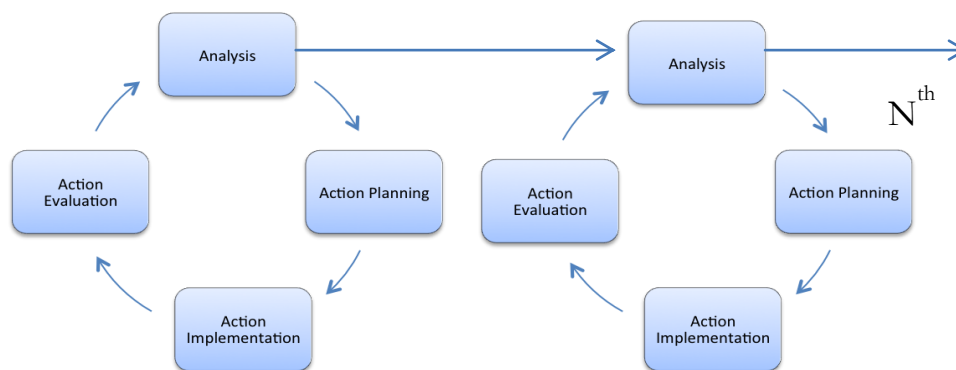 Analysis
Action Planning
Action
Implementation
Action
Evaluation
Analysis
Action Planning
Action
Implementation
Action
Evaluation
Nth